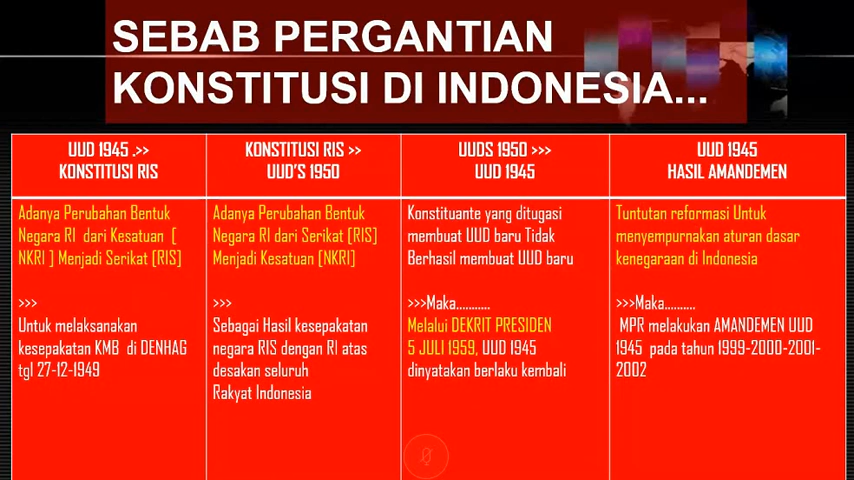 SEBAB PERGANTIAN
KONSTITUSI DI INDONESIA...
UUD 1945 .>>
KONSTITUSI RIS
Adanya Perubahan Bentuk
Negara RI dari Kesatuan [
NKRI ] Menjadi Serikat [RIS]
>>>
Untuk melaksanakan
kesepakatan KMB di DENHAG
tgl 27-12-1949
KONSTITUSI RIS >>
UUD'S 1950
Adanya Perubahan Bentuk
Negara RI dari Serikat [RIS]
Menjadi Kesatuan [NKRI]
>>>
Sebagai Hasil kesepakatan
negara RIS dengan RI atas
desakan seluruh
Rakyat Indonesia
UUDS 1950 >>>
UUD 1945
Konstituante yang ditugasi
membuat UUD baru Tidak
Berhasil membuat UUD baru
>>>Maka...........
Melalui DEKRIT PRESIDEN
5 JULI 1959, UUD 1945
dinyatakan berlaku kembali
UUD 1945
HASIL AMANDEMEN
Tuntutan reformasi Untuk
menyempurnakan aturan dasar
kenegaraan di Indonesia
>>>Maka..........
MPR melakukan AMANDEMEN UUD
1945 pada tahun 1999-2000-2001-
2002